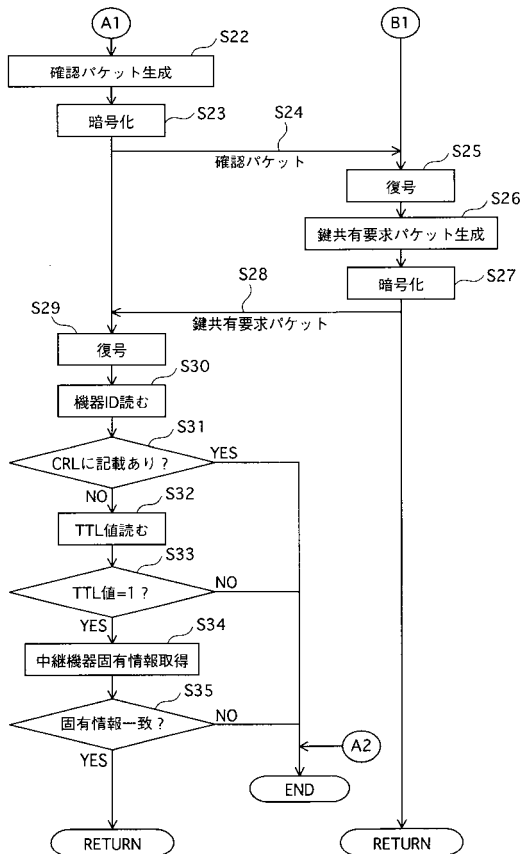 A1
B1
S22
確認パケット生成
S23
暗号化
S24
確認パケット
S25
復号
S26
鍵共有要求パケット生成
S27
暗号化
S28
鍵共有要求パケット
S29
復号
S30
機器ID読む
S31
CRLに記載あり？
YES
NO
S32
TTL値読む
S33
TTL値=1？
NO
YES
S34
中継機器固有情報取得
S35
固有情報一致？
NO
YES
A2
END
RETURN
RETURN